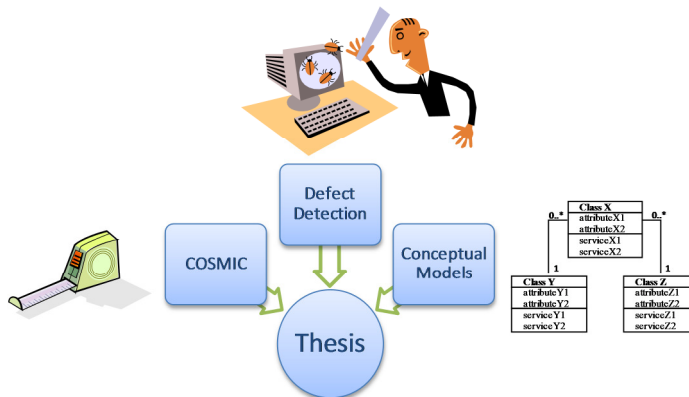 Defect
Detection
COSMIC
Conceptual
Models
Thesis
Class X
attributeX1
attributeX2
serviceX1
serviceX2
0..*
0..*
1
1
Class Y
attributeY1
attributeY2
serviceY1
serviceY2
Class Z
attributeZ1
attributeZ2
serviceZ1
serviceZ2